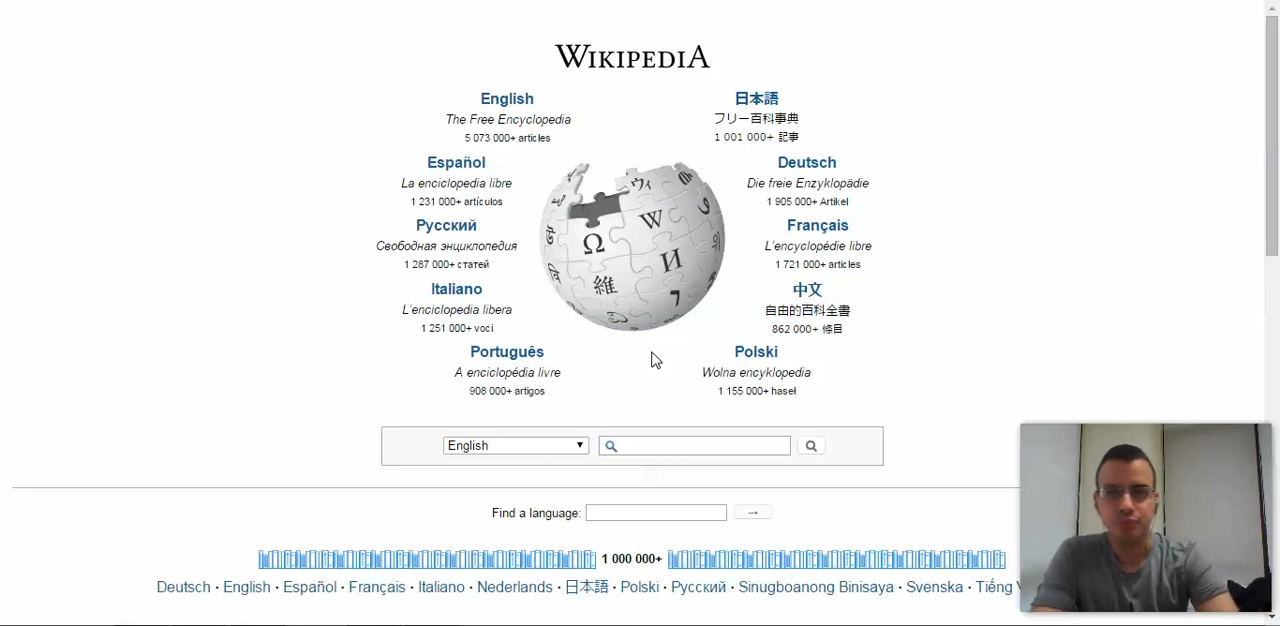 WIKIPEDIA
English
The Free Encyclopedia
5 073 000+ articles
日本語
フリー百科事典
1 001 000+ 記事
Español
La enciclopedia libre
1 231 000+ artículos
Deutsch
Die freie Enzyklopädie
1 905 000+ Artikel
Русский
Свободная энциклопедия
1 287 000+ статей
Français
L'encyclopédie libre
1 721 000+ articles
Italiano
L'enciclopedia libera
1 251 000+ voci
中文
自由的百科全書
862 000+ 條目
Português
A enciclopédia livre
908 000+ artigos
Polski
Wolna encyklopedia
1 155 000+ haseł
ウィ
W
Ω
И
維
7
English
Find a language:
→
1 000 000+
Deutsch · English · Español · Français · Italiano · Nederlands · 日本語 · Polski · Русский · Sinugboanong Binisaya · Svenska · Tiếng V